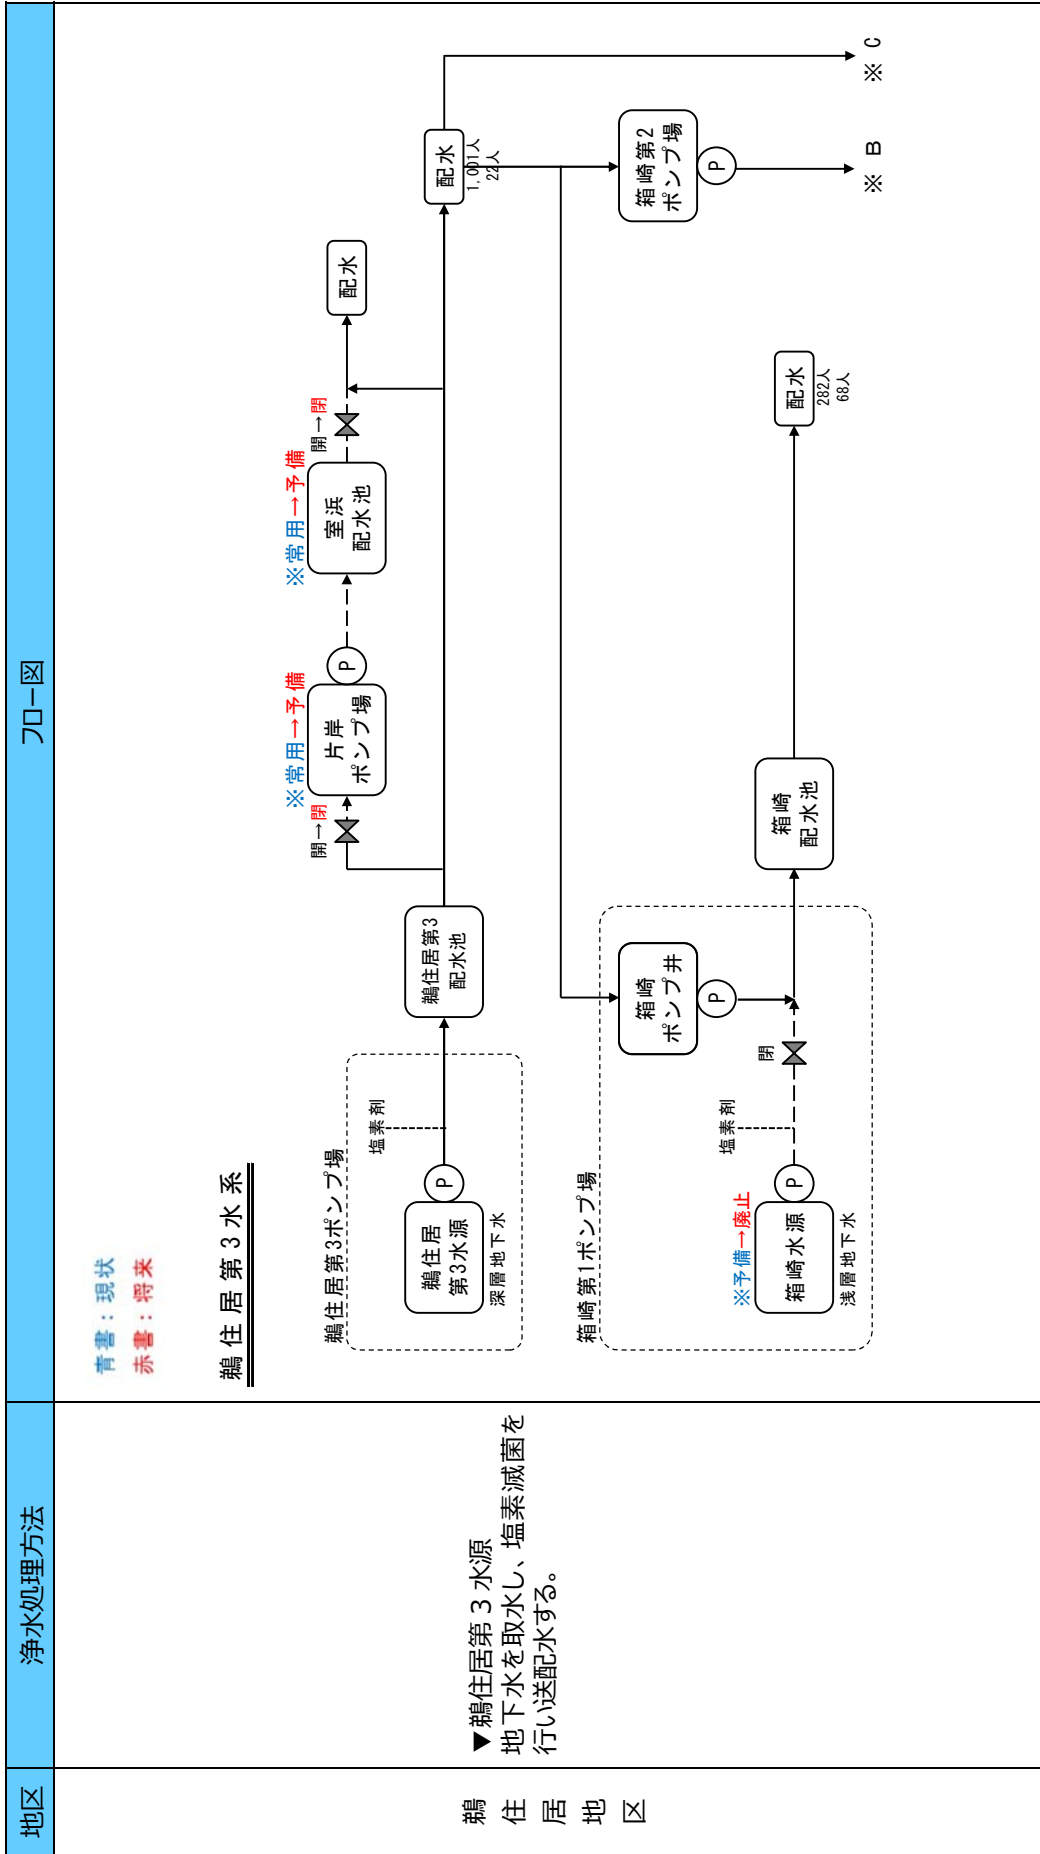 地区
浄水処理方法
フロー図
鵜住居地区
▼鵜住居第３水源
地下水を取水し、塩素滅菌を
行い送配水する。
青書：現状
赤書：将来
鵜住居第３水系
鵜住居第3ポンプ場
塩素剤
鵜住居
第3水源
P
深層地下水
鵜住居第3
配水池
開→閉
※常用→予備
片岸
ポンプ場
P
※常用→予備
室浜
配水池
開→閉
配水
配水
1,001人
22人
箱崎第2
ポンプ場
P
※ B
※ C
箱崎第1ポンプ場
箱崎
ポンプ井
P
※予備→廃止
箱崎水源
P
浅層地下水
塩素剤
閉
箱崎
配水池
配水
282人
68人